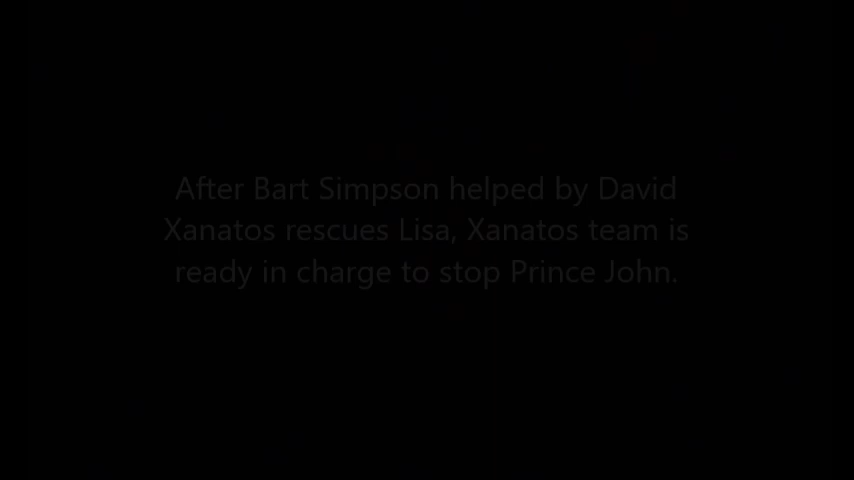 After Bart Simpson helped by David
Xanatos rescues Lisa, Xanatos team is
ready in charge to stop Prince John.